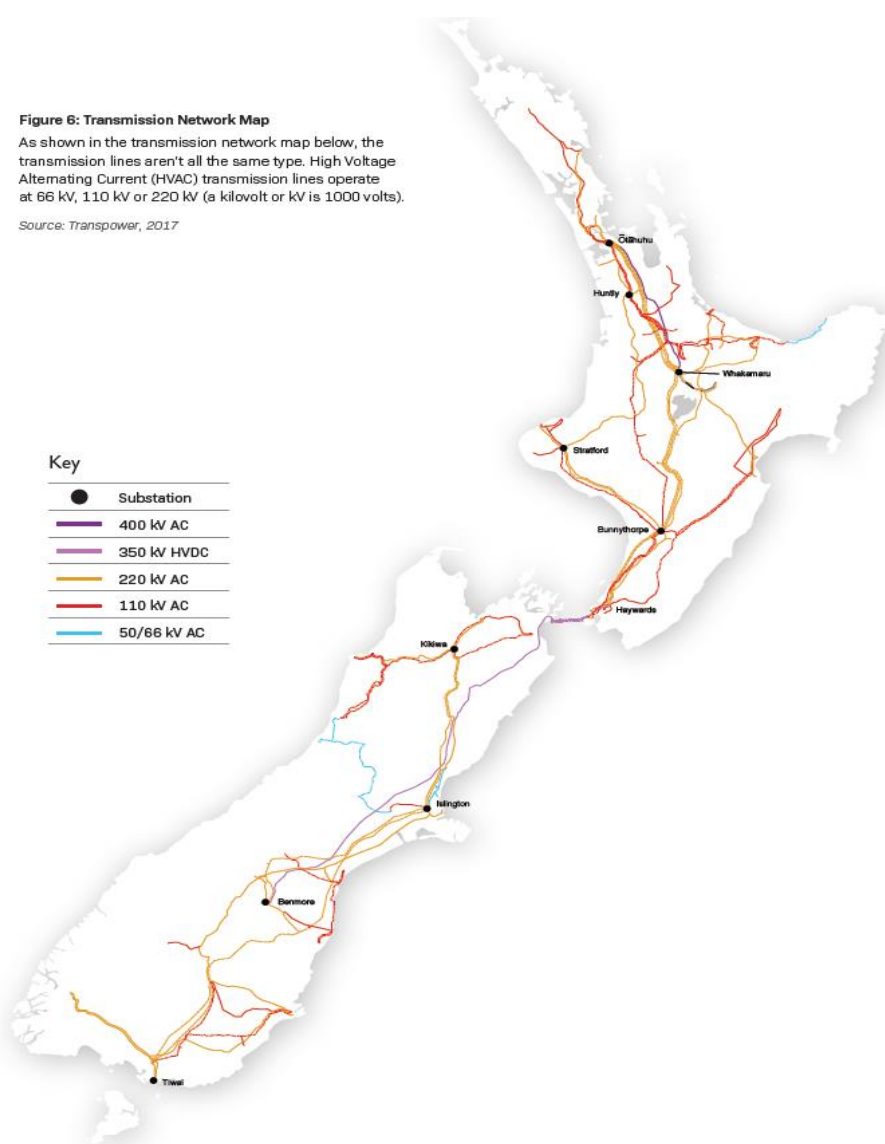 Figure 6: Transmission Network Map
As shown in the transmission network map below, the
transmission lines aren't all the same type. High Voltage
Alternating Current (HVAC) transmission lines operate
at 66 kV, 110 kV or 220 kV (a kilovolt or kV is 1000 volts).
Source: Transpower, 2017
Ōtāhuhu
Huntly
Whakamaru
Stratford
Bunnythorpe
Haywards
Key
Substation
400 kV AC
350 kV HVDC
220 kV AC
110 kV AC
50/66 kV AC
Kikiwa
Islington
Benmore
Tiwai